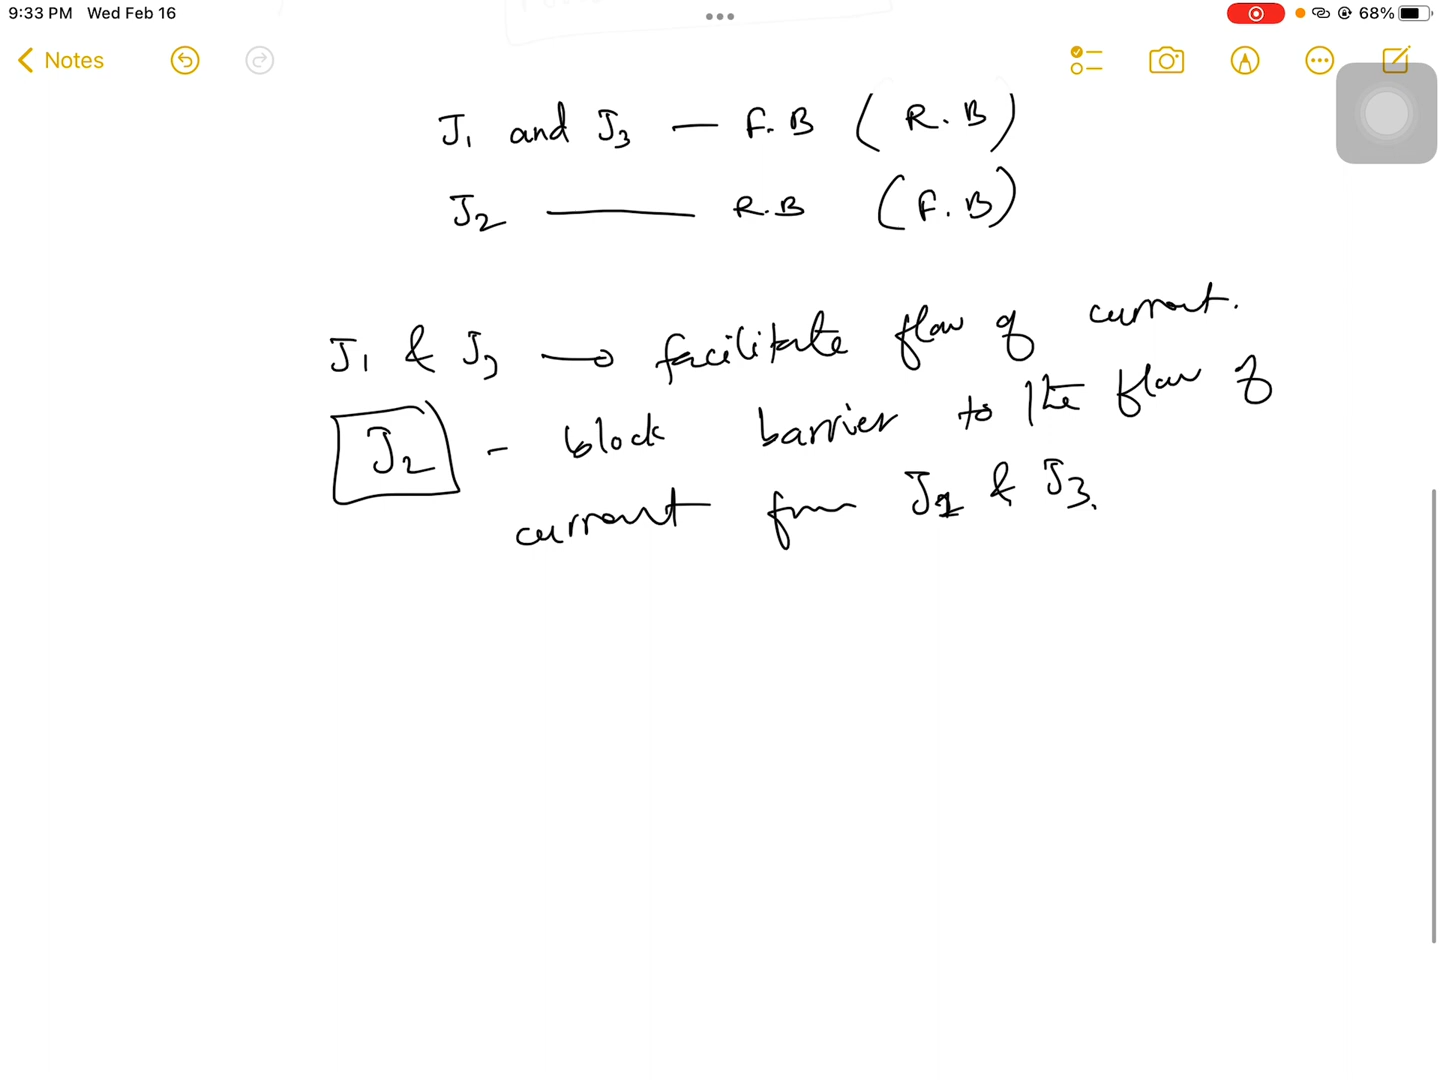 9:33 PM Wed Feb 16
68%
Notes
J1 and J3 — F.B (R.B)
J2 — R.B (F.B)
J1 & J3 → facilitate flow of current.
J2 - block barrier to the flow of
current from J1 & J3.